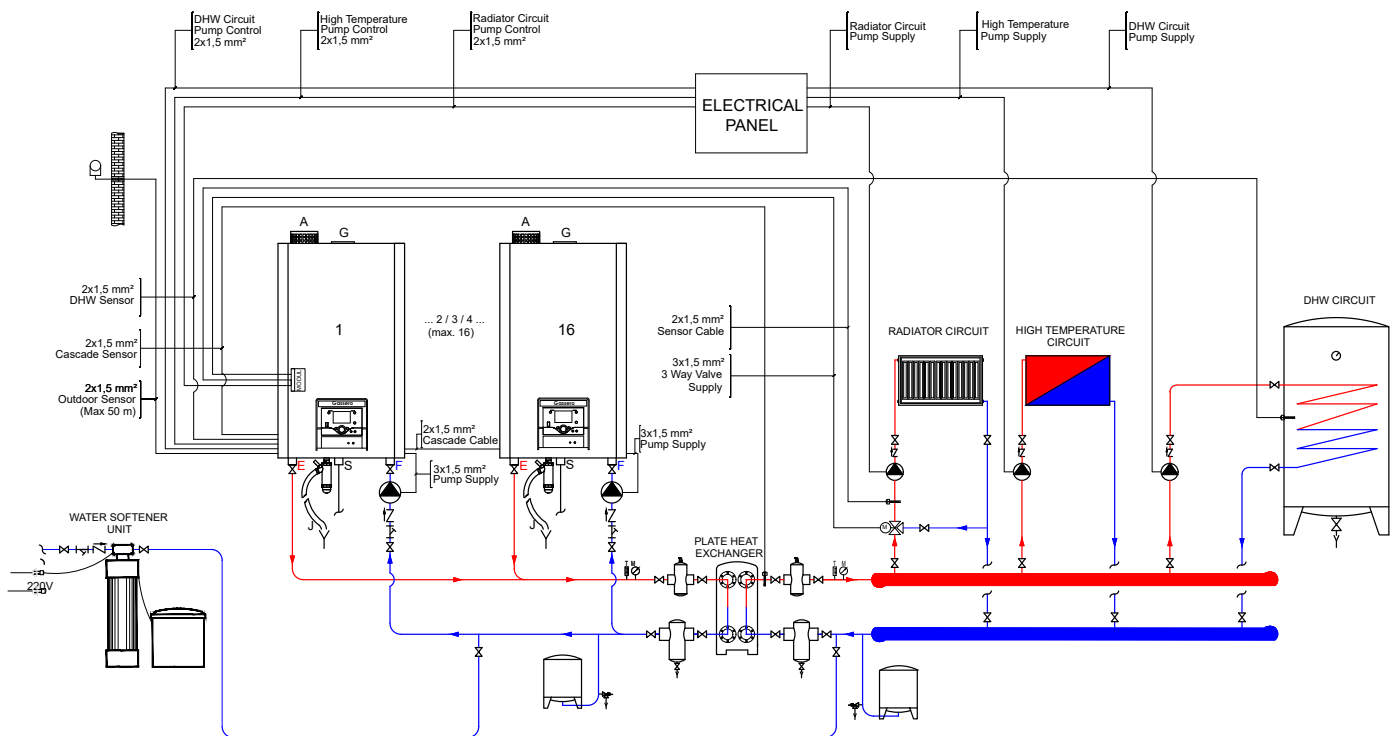 DHW Circuit
Pump Control
2x1,5 mm²
High Temperature
Pump Control
2x1,5 mm²
Radiator Circuit
Pump Control
2x1,5 mm²
Radiator Circuit
Pump Supply
High Temperature
Pump Supply
DHW Circuit
Pump Supply
ELECTRICAL
PANEL
A
G
A
G
2x1,5 mm²
DHW Sensor
2x1,5 mm²
Cascade Sensor
2x1,5 mm²
Outdoor Sensor
(Max 50 m)
1
... 2 / 3 / 4 ...
(max. 16)
16
MODÜL
Gassero
Gassero
2x1,5 mm²
Sensor Cable
3x1,5 mm²
3 Way Valve
Supply
RADIATOR CIRCUIT
HIGH TEMPERATURE
CIRCUIT
DHW CIRCUIT
2x1,5 mm²
Cascade Cable
3x1,5 mm²
Pump Supply
3x1,5 mm²
Pump Supply
E
S
F
E
S
F
J
J
M
WATER SOFTENER
UNIT
220V
PLATE HEAT
EXCHANGER
T M
T M